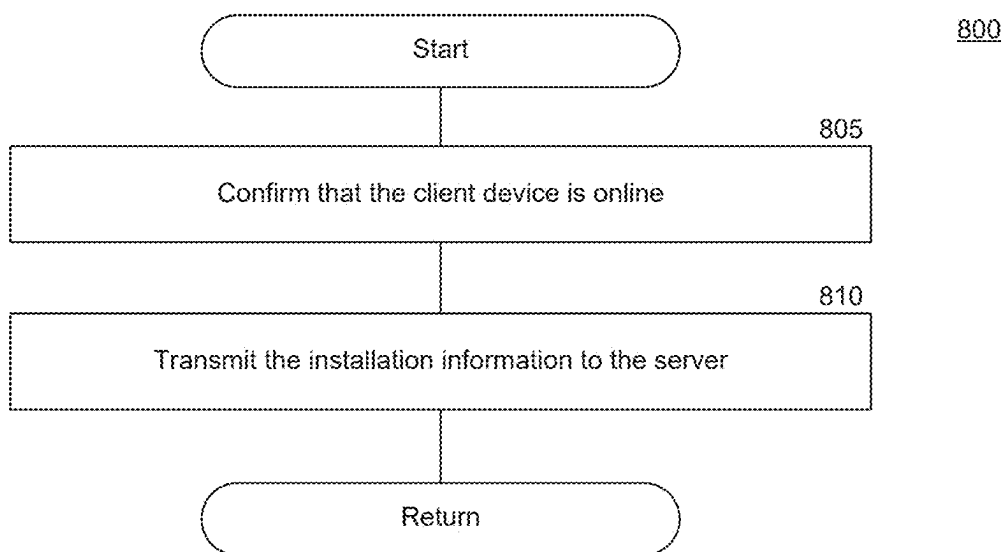 800
Start
805
Confirm that the client device is online
810
Transmit the installation information to the server
Return